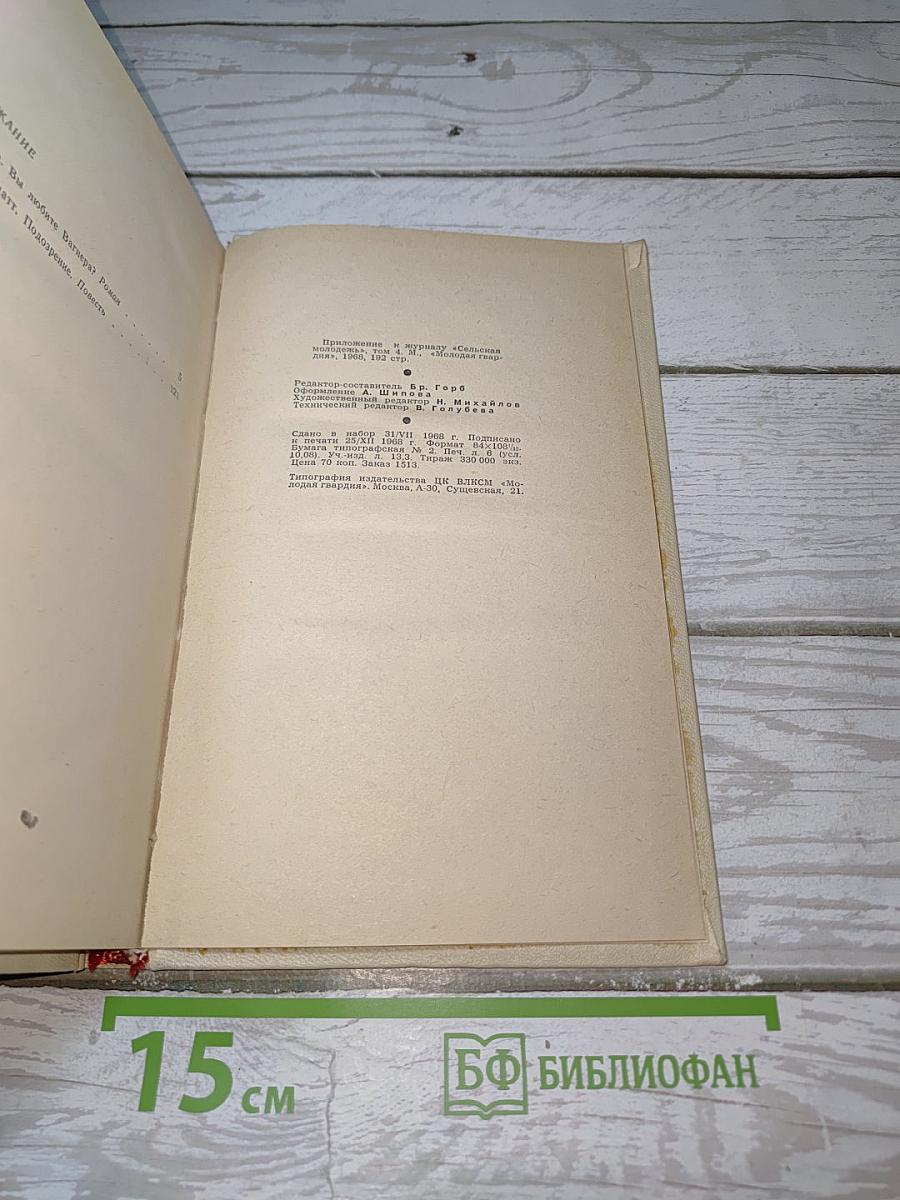 ЖАНИЕ
Вы любите Вагнера? Роман
5
матт. Подозрение. Повесть
121
Приложение к журналу «Сельская
молодежь», том 4. М., «Молодая гвар-
дия», 1968, 192 стр.
Редактор-составитель Бр. Горб
Оформление А. Шипова
Художественный редактор Н. Михайлов
Технический редактор В. Голубева
Сдано в набор 31/VII 1968 г. Подписано
к печати 25/XII 1968 г. Формат 84×108¹/₃₂.
Бумага типографская № 2. Печ. л. 6 (усл.
10,08). Уч.-изд. л. 13,3. Тираж 330 000 экз.
Цена 70 коп. Заказ 1513.
Типография издательства ЦК ВЛКСМ «Мо-
лодая гвардия». Москва, А-30, Сущевская, 21.
15 см
БФ БИБЛИОФАН